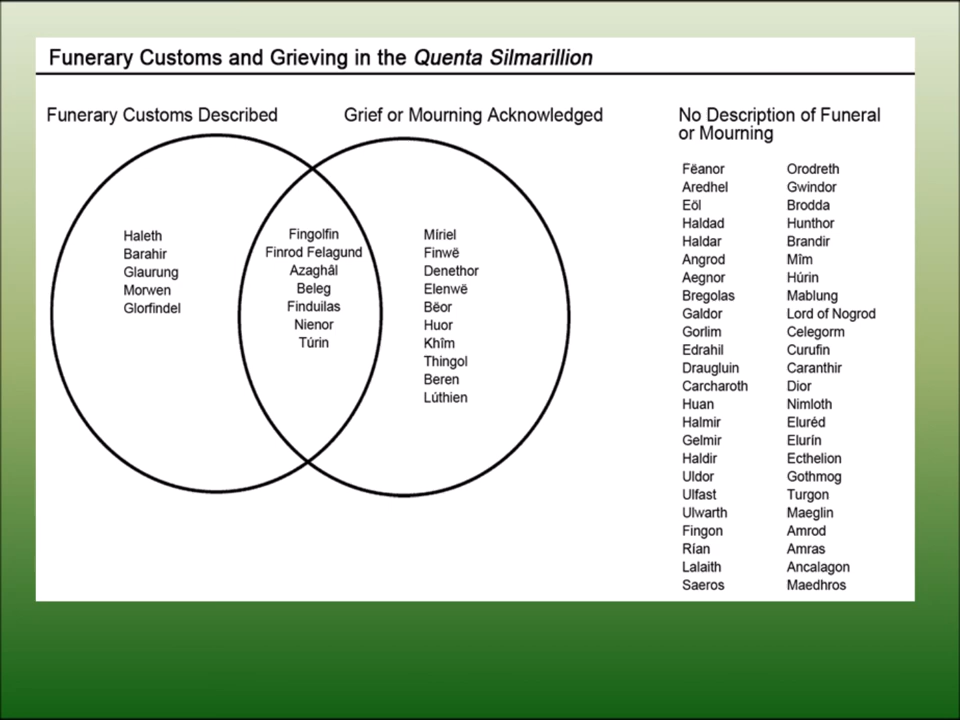 Funerary Customs and Grieving in the Quenta Silmarillion
Funerary Customs Described
Haleth
Barahir
Glaurung
Morwen
Glorfindel
Fingolfin
Finrod Felagund
Azaghâl
Beleg
Finduilas
Nienor
Túrin
Grief or Mourning Acknowledged
Míriel
Finwë
Denethor
Elenwë
Bëor
Huor
Khîm
Thingol
Beren
Lúthien
No Description of Funeral
or Mourning
Fëanor
Aredhel
Eöl
Haldad
Haldar
Angrod
Aegnor
Bregolas
Galdor
Gorlim
Edrahil
Draugluin
Carcharoth
Huan
Halmir
Gelmir
Haldir
Uldor
Ulfast
Ulwarth
Fingon
Rían
Lalaith
Saeros
Orodreth
Gwindor
Brodda
Hunthor
Brandir
Mîm
Húrin
Mablung
Lord of Nogrod
Celegorm
Curufin
Caranthir
Dior
Nimloth
Eluréd
Elurín
Ecthelion
Gothmog
Turgon
Maeglin
Amrod
Amras
Ancalagon
Maedhros